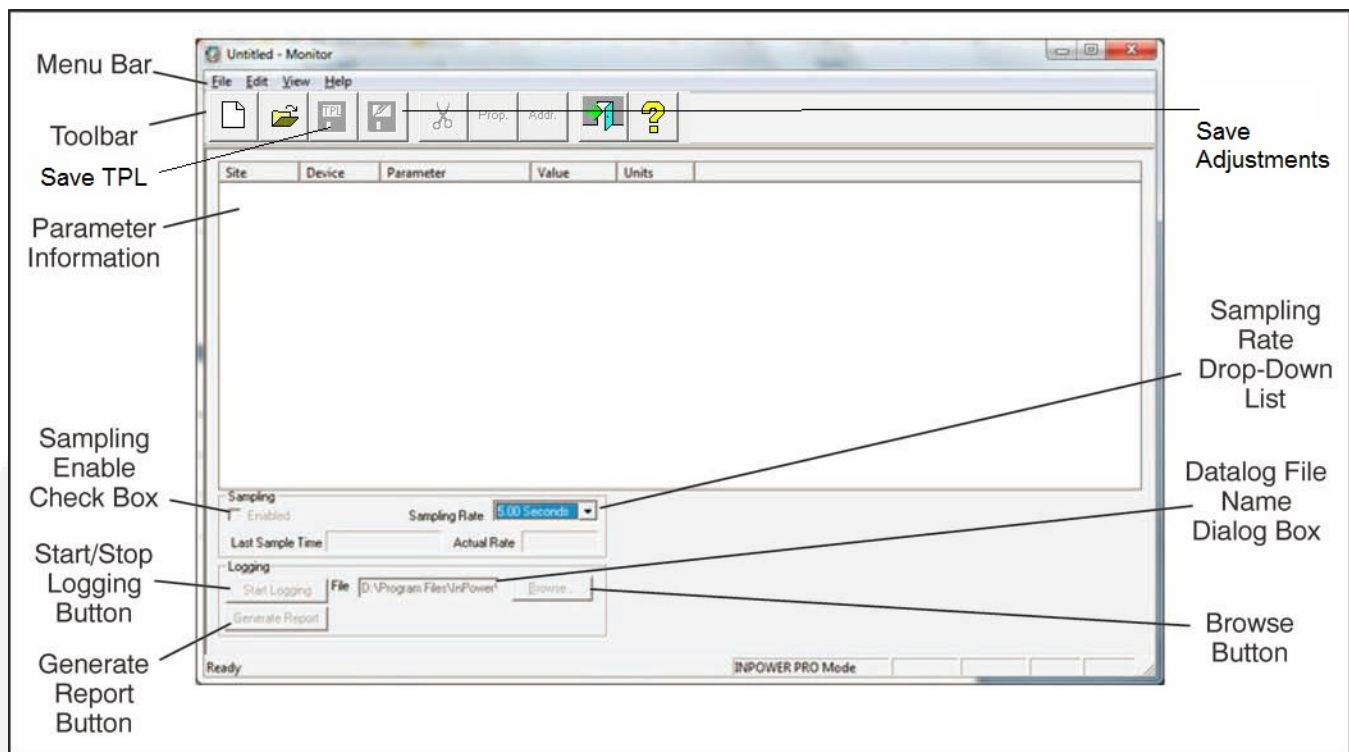 Untitled - Monitor
Menu Bar
File Edit View Help
Toolbar
TPL
Prop.
Addr.
Save TPL
Save
Adjustments
Site Device Parameter Value Units
Parameter
Information
Sampling
Rate
Drop-Down
List
Sampling
Enable
Check Box
Sampling
Enabled
Sampling Rate
5.00 Seconds
Last Sample Time
Actual Rate
Datalog File
Name
Dialog Box
Start/Stop
Logging
Button
Logging
Start Logging
File
D:\Program Files\InPower
Browse...
Generate Report
Browse
Button
Generate
Report
Button
Ready
INPOWER PRO Mode